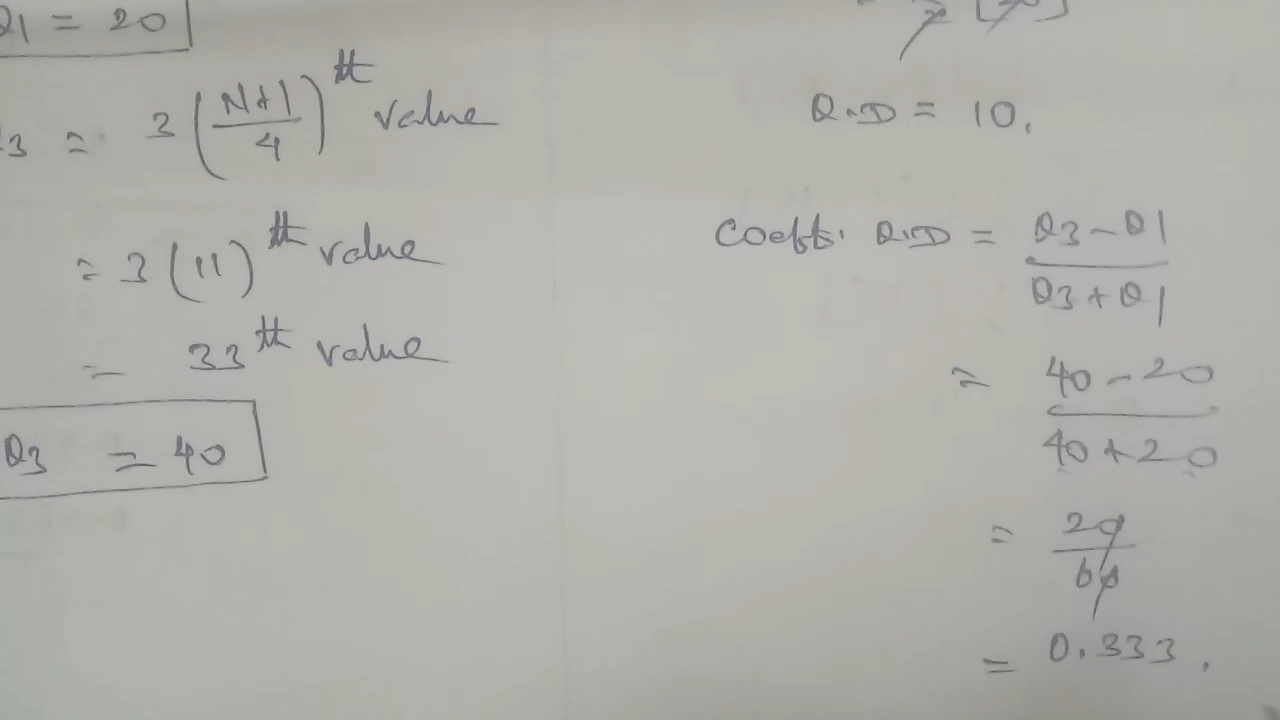 Q1 = 20
Q3 = 3 (N+1/4)th value
= 3 (11)th value
= 33th value
Q3 = 40
Q.D = 10.
Coeff. Q.D = Q3 - Q1 / Q3 + Q1
= 40 - 20 / 40 + 20
= 20 / 60
= 0.333.